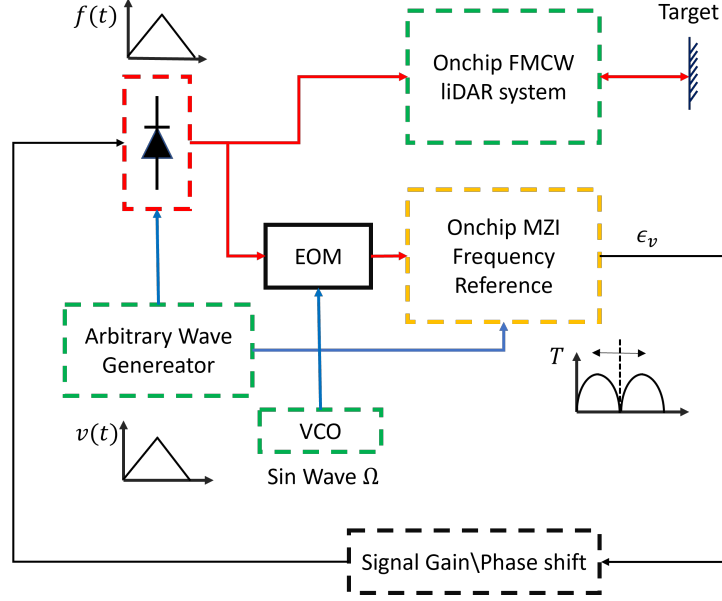 f(t)
Target
Onchip FMCW
liDAR system
EOM
Onchip MZI
Frequency
Reference
ϵ_v
Arbitrary Wave
Genereator
T
v(t)
VCO
Sin Wave Ω
Signal Gain\Phase shift